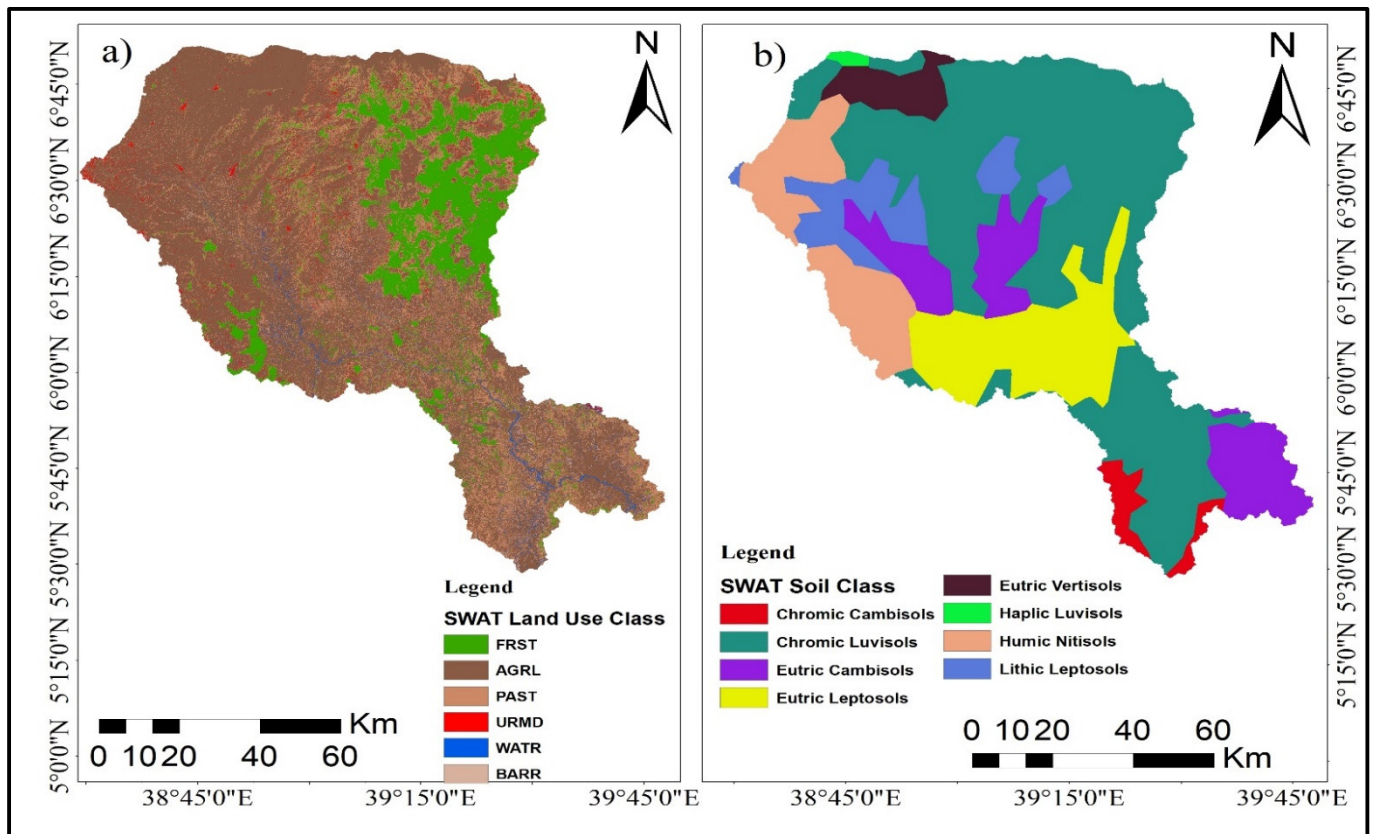 a)
N
6°45'0"N
6°30'0"N
6°15'0"N
6°0'0"N
5°45'0"N
5°30'0"N
5°15'0"N
5°0'0"N
Legend
SWAT Land Use Class
FRST
AGRL
PAST
URMD
WATR
BARR
Km
0 10 20 40 60
38°45'0"E 39°15'0"E 39°45'0"E
b)
N
6°45'0"N
6°30'0"N
6°15'0"N
6°0'0"N
5°45'0"N
5°30'0"N
5°15'0"N
Legend
SWAT Soil Class
Chromic Cambisols
Chromic Luvisols
Eutric Cambisols
Eutric Leptosols
Eutric Vertisols
Haplic Luvisols
Humic Nitisols
Lithic Leptosols
0 10 20 40 60
Km
38°45'0"E 39°15'0"E 39°45'0"E